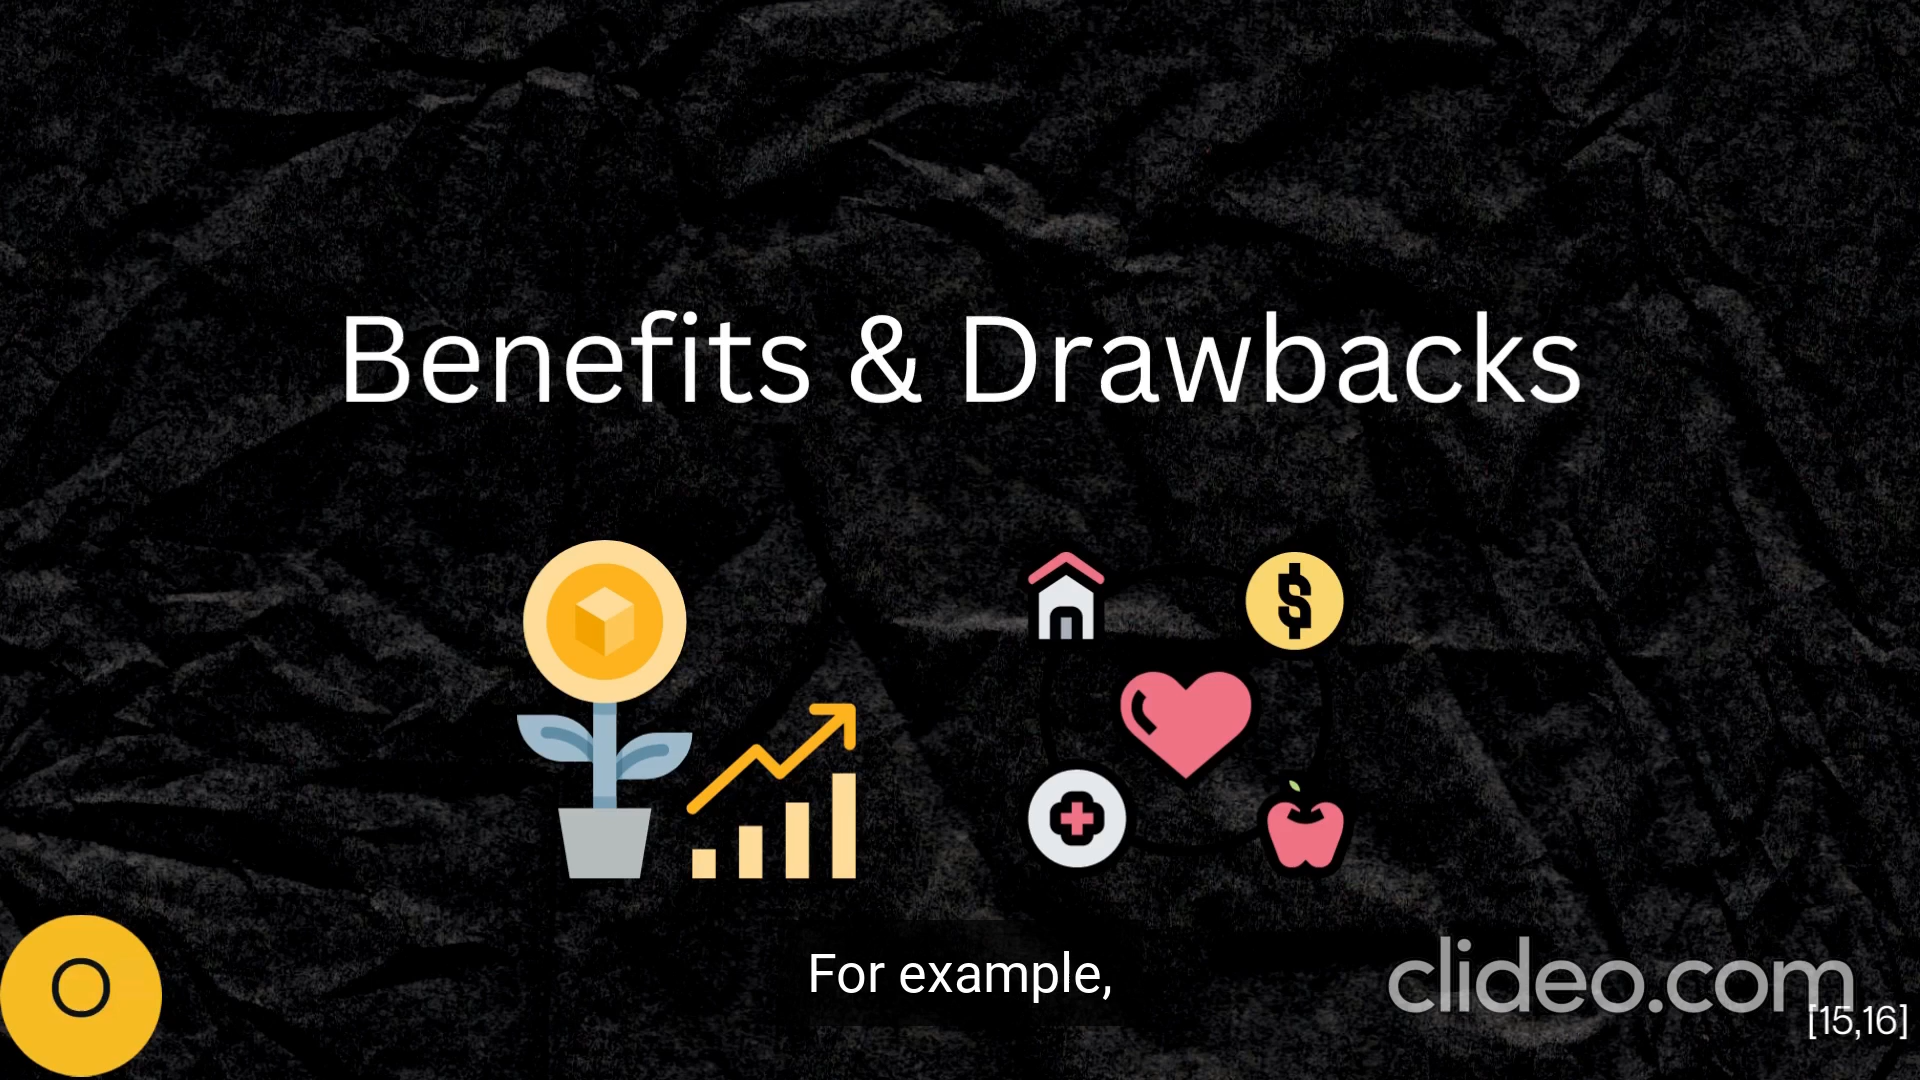 Benefits & Drawbacks
$
O
For example,
clideo.com
[15,16]